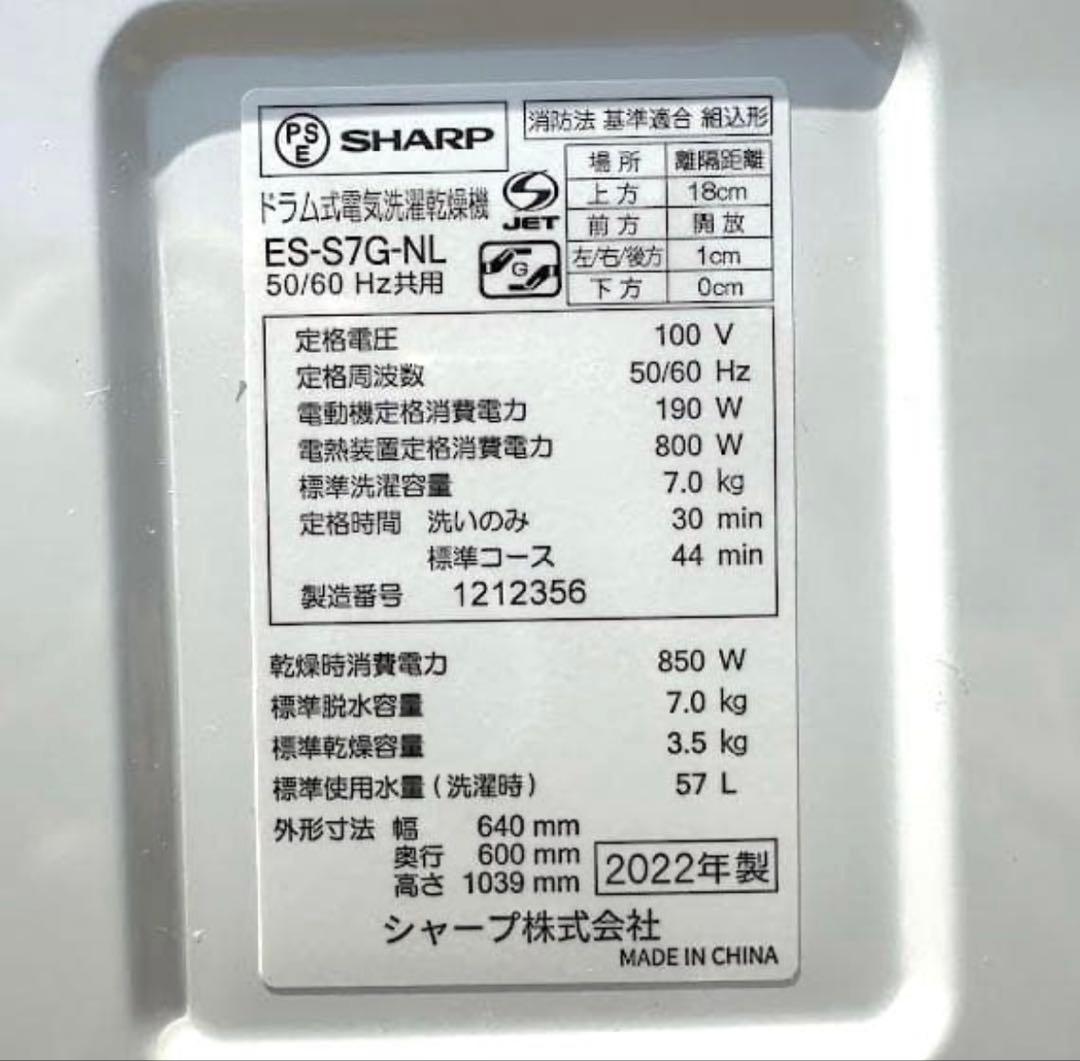 PSE SHARP
消防法 基準適合 組込形
ドラム式電気洗濯乾燥機
JET
ES-S7G-NL
G
50/60 Hz共用
場所 離隔距離
上方 18cm
前方 開放
左/右/後方 1cm
下方 0cm
定格電圧 100 V
定格周波数 50/60 Hz
電動機定格消費電力 190 W
電熱装置定格消費電力 800 W
標準洗濯容量 7.0 kg
定格時間 洗いのみ 30 min
標準コース 44 min
製造番号 1212356
乾燥時消費電力 850 W
標準脱水容量 7.0 kg
標準乾燥容量 3.5 kg
標準使用水量(洗濯時) 57 L
外形寸法 幅 640 mm
奥行 600 mm
高さ 1039 mm
2022年製
シャープ株式会社
MADE IN CHINA